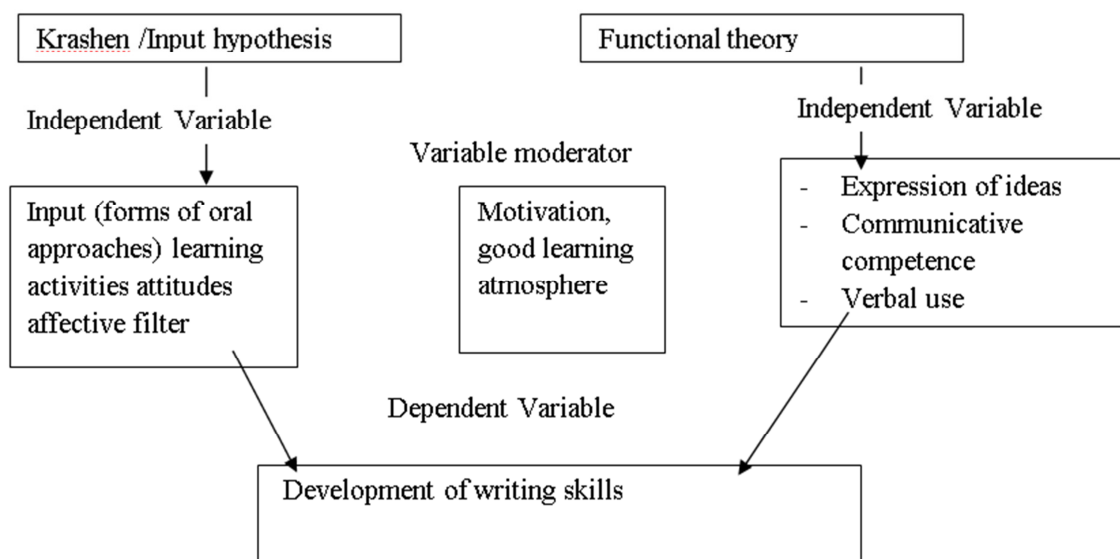 Krashen /Input hypothesis
Functional theory
Independent Variable
Independent Variable
Variable moderator
Input (forms of oral
approaches) learning
activities attitudes
affective filter
Motivation,
good learning
atmosphere
- Expression of ideas
- Communicative
competence
- Verbal use
Dependent Variable
Development of writing skills